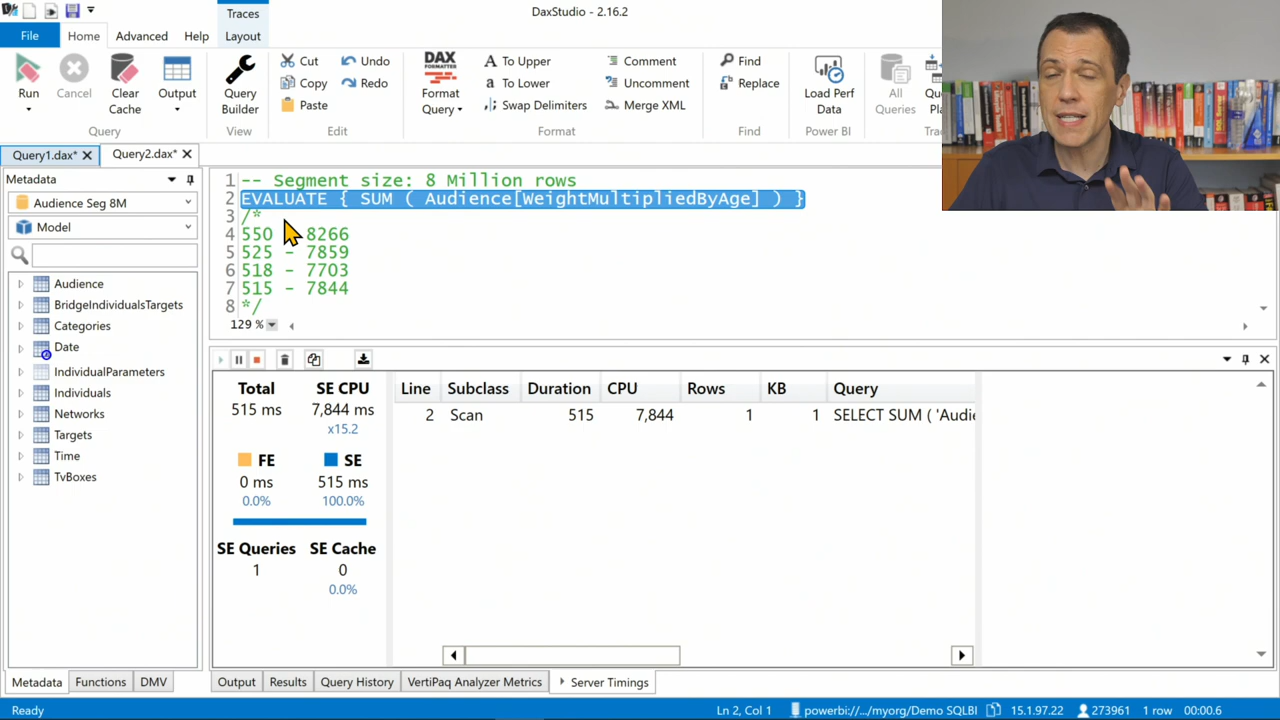 DaxStudio - 2.16.2
Traces
File
Home
Advanced
Help
Layout
Run
Cancel
Clear Cache
Output
Query
Query Builder
View
Cut
Copy
Paste
Undo
Redo
Edit
DAX FORMATTER
Format Query
To Upper
To Lower
Swap Delimiters
Comment
Uncomment
Merge XML
Format
Find
Replace
Find
Load Perf Data
Power BI
All Queries
Query1.dax*
Query2.dax*
Metadata
Audience Seg 8M
Model
Audience
BridgeIndividualsTargets
Categories
Date
IndividualParameters
Individuals
Networks
Targets
Time
TvBoxes
1 -- Segment size: 8 Million rows
2 EVALUATE { SUM ( Audience[WeightMultipliedByAge] ) }
3 /*
4 550 - 8266
5 525 - 7859
6 518 - 7703
7 515 - 7844
8 */
129 %
Total
515 ms
SE CPU
7,844 ms
x15.2
FE
0 ms
0.0%
SE
515 ms
100.0%
SE Queries
1
SE Cache
0
0.0%
Line Subclass Duration CPU Rows KB Query
2 Scan 515 7,844 1 1 SELECT SUM ( 'Audie
Metadata Functions DMV
Output Results Query History VertiPaq Analyzer Metrics Server Timings
Ready
Ln 2, Col 1
powerbi://.../myorg/Demo SQLBI
15.1.97.22
273961
1 row
00:00.6